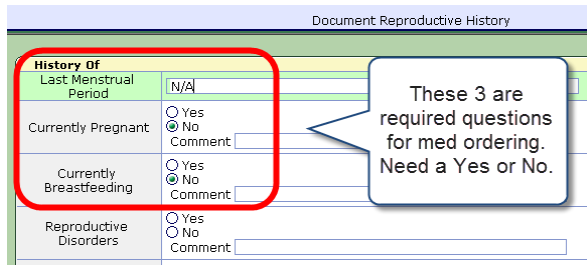 Document Reproductive History
History Of
Last Menstrual
Period
N/A
Currently Pregnant
Yes
No
Comment
Currently
Breastfeeding
Yes
No
Comment
Reproductive
Disorders
Yes
No
Comment
These 3 are
required questions
for med ordering.
Need a Yes or No.